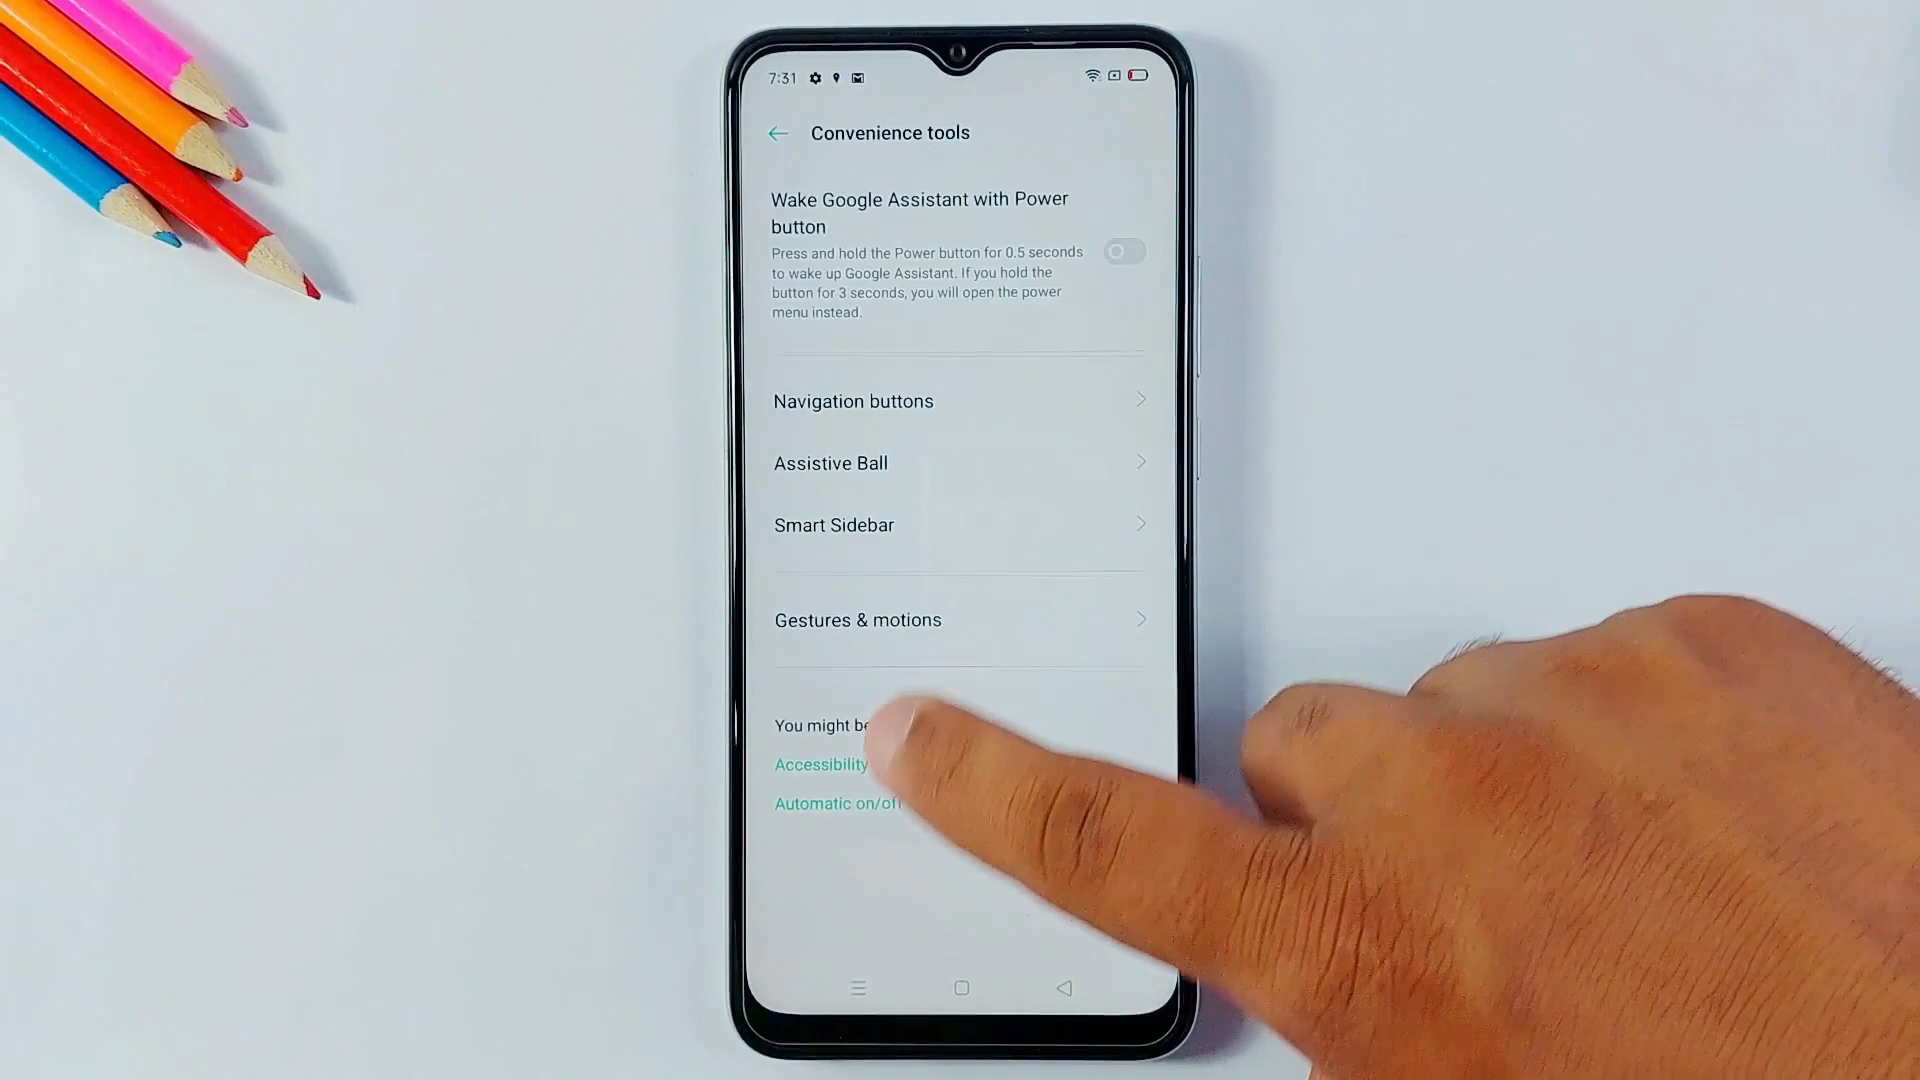 7:31
Convenience tools
Wake Google Assistant with Power
button
Press and hold the Power button for 0.5 seconds
to wake up Google Assistant. If you hold the
button for 3 seconds, you will open the power
menu instead.
Navigation buttons
Assistive Ball
Smart Sidebar
Gestures & motions
You might
Accessibility
Automatic on/off